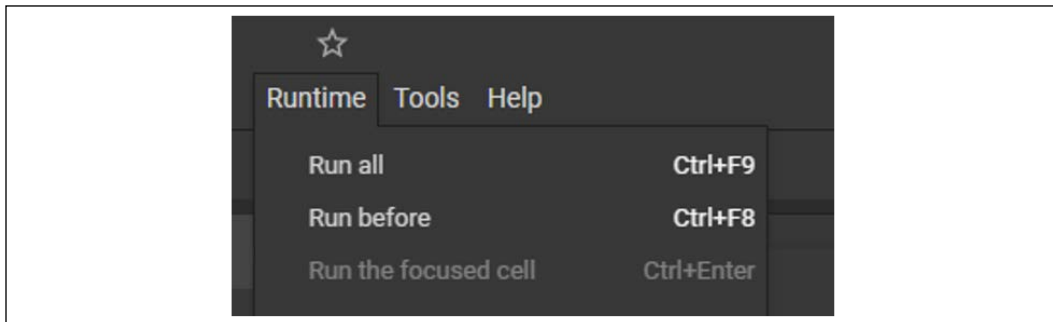 Runtime Tools Help
Run all Ctrl+F9
Run before Ctrl+F8
Run the focused cell Ctrl+Enter